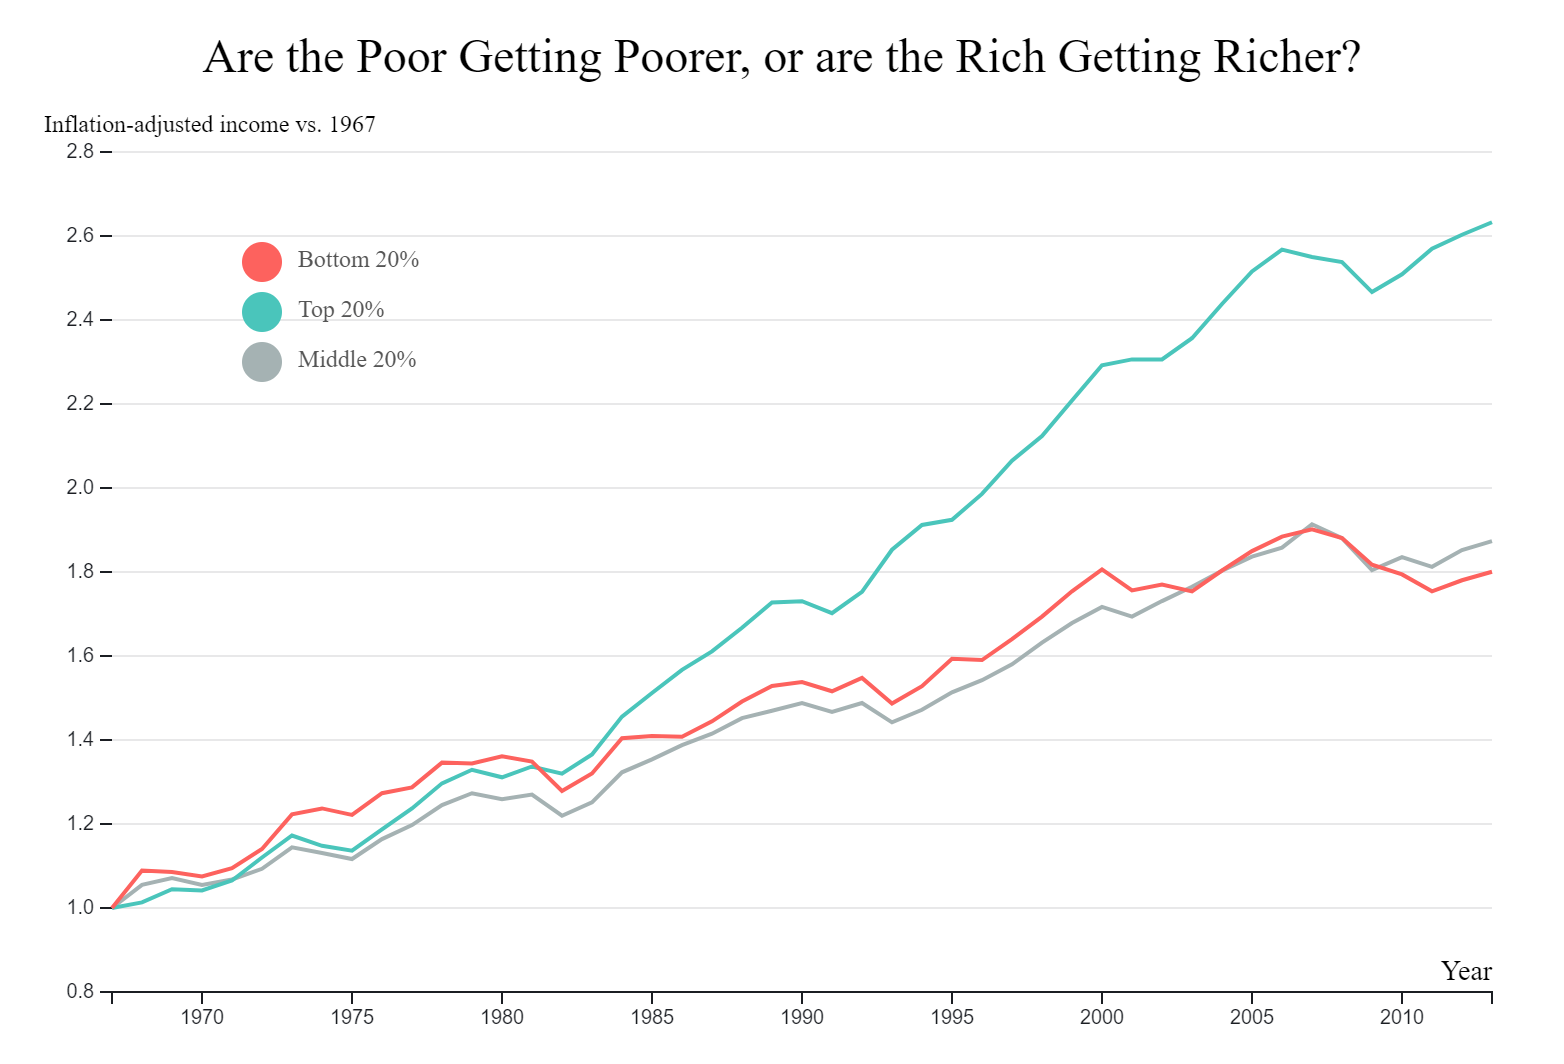 Are the Poor Getting Poorer, or are the Rich Getting Richer?
Inflation-adjusted income vs. 1967
2.8
2.6
Bottom 20%
Top 20%
2.4
Middle 20%
2.2
2.0
1.8
1.6
1.4
1.2
1.0
Year
0.8
1970 1975 1980 1985 1990 1995 2000 2005 2010